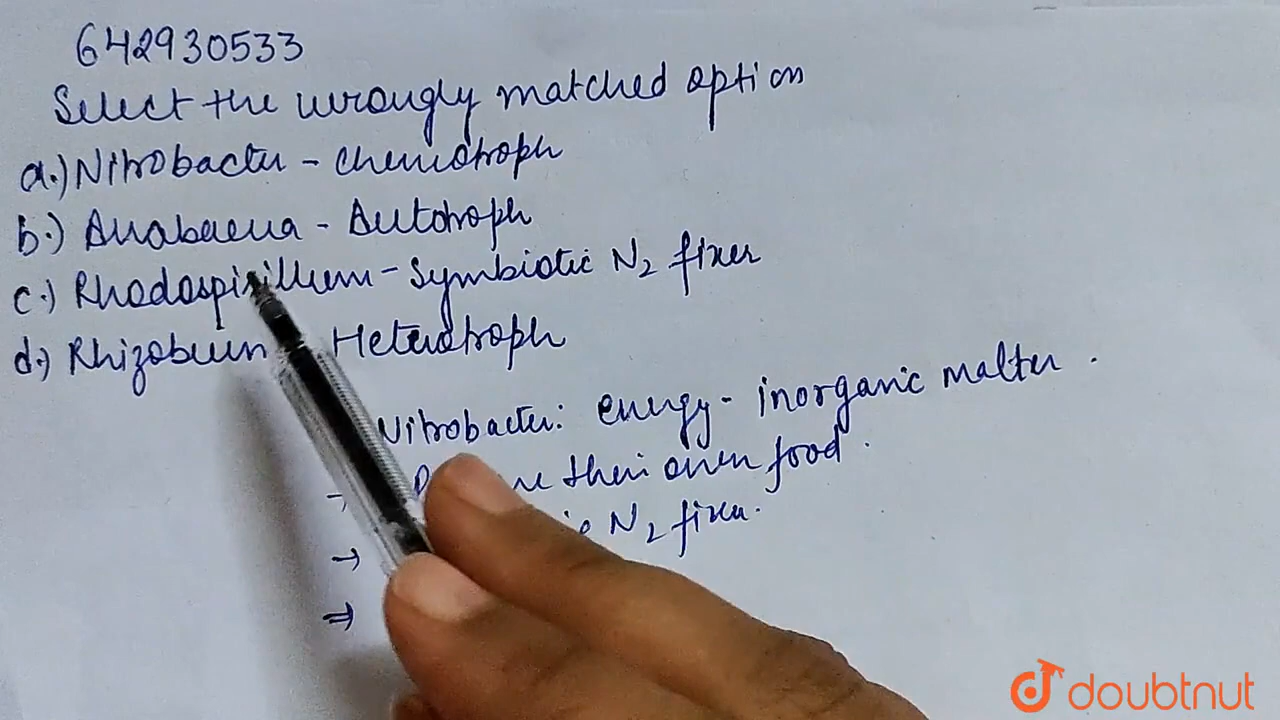 642930533
Select the wrongly matched option
a.) Nitrobacter - Chemotroph
b.) Anabaena - Autotroph
c.) Rhodospirillum - Symbiotic N2 fixer
d.) Rhizobium Heterotroph
Nitrobacter: energy - inorganic matter.
→ their own food.
→ N2 fixer.
⇒
doubtnut